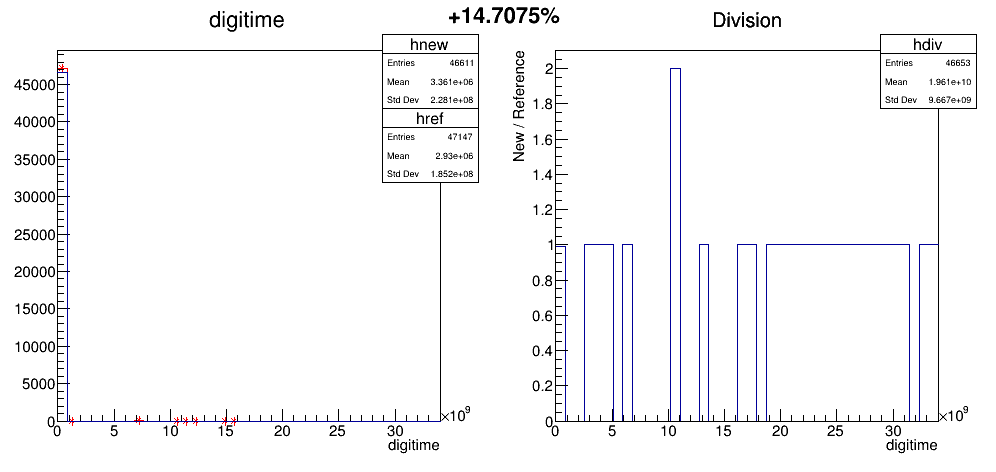 +14.7075%
digitime
hnew
Entries 46611
Mean 3.361e+06
Std Dev 2.281e+08
href
Entries 47147
Mean 2.93e+06
Std Dev 1.852e+08
45000
40000
35000
30000
25000
20000
15000
10000
5000
0
0 5 10 15 20 25 30
×10⁹
digitime
Division
hdiv
Entries 46653
Mean 1.961e+10
Std Dev 9.667e+09
New / Reference
2
1.8
1.6
1.4
1.2
1
0.8
0.6
0.4
0.2
0
0 5 10 15 20 25 30
×10⁹
digitime